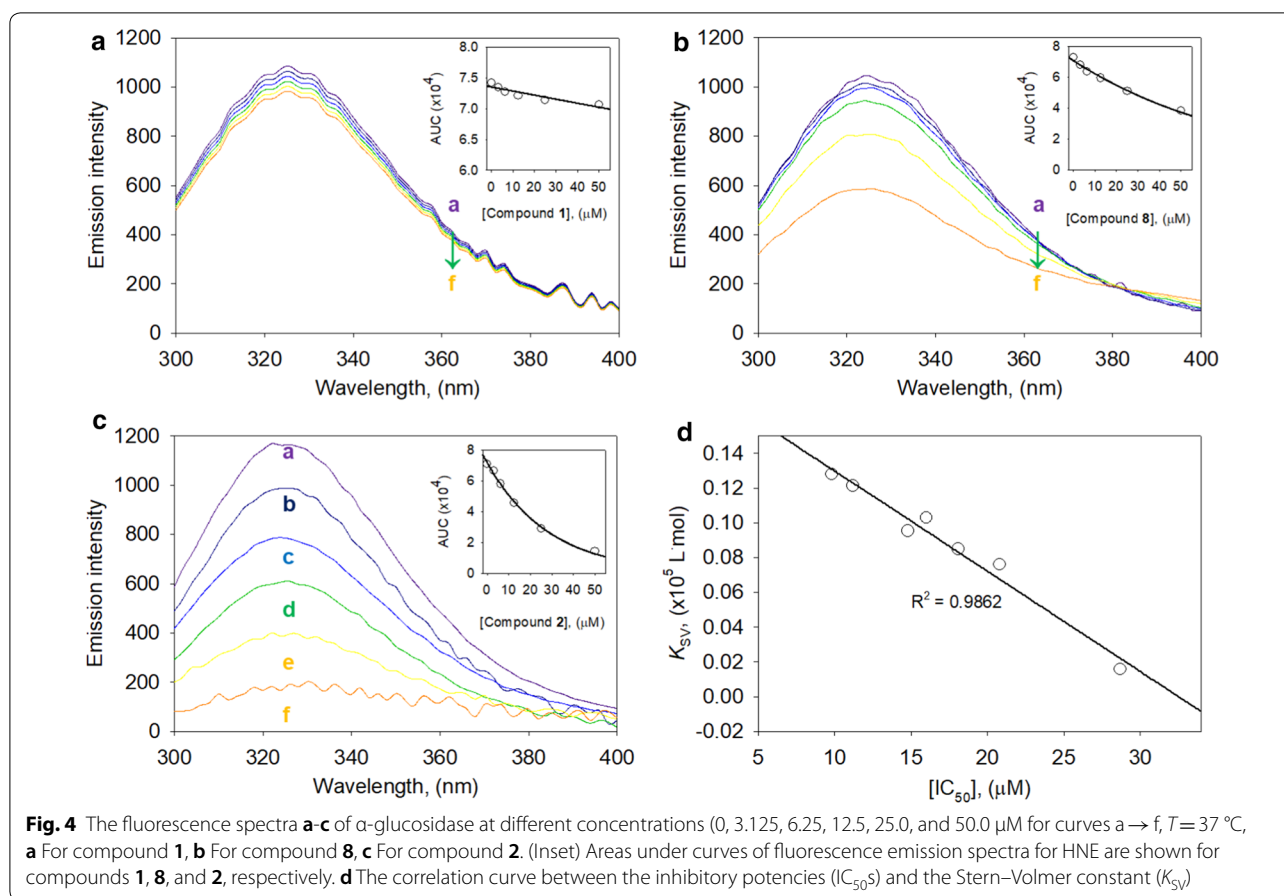 a
1200
1000
800
600
400
200
0
Emission intensity
300 320 340 360 380 400
Wavelength, (nm)
a
f
8.0
7.5
7.0
6.5
6.0
AUC (x10⁴)
0 10 20 30 40 50
[Compound 1], (μM)
b
1200
1000
800
600
400
200
0
Emission intensity
300 320 340 360 380 400
Wavelength, (nm)
a
f
8
6
4
2
0
AUC (x10⁴)
0 10 20 30 40 50
[Compound 8], (μM)
c
1200
1000
800
600
400
200
0
Emission intensity
300 320 340 360 380 400
Wavelength, (nm)
a
b
c
d
e
f
8
6
4
2
0
AUC (x10⁴)
0 10 20 30 40 50
[Compound 2], (μM)
d
0.14
0.12
0.10
0.08
0.06
0.04
0.02
0.00
-0.02
K_SV, (x10⁵ L·mol)
R² = 0.9862
5 10 15 20 25 30
[IC₅₀], (μM)
Fig. 4 The fluorescence spectra a-c of α-glucosidase at different concentrations (0, 3.125, 6.25, 12.5, 25.0, and 50.0 μM for curves a → f, T = 37 °C,
a For compound 1, b For compound 8, c For compound 2. (Inset) Areas under curves of fluorescence emission spectra for HNE are shown for
compounds 1, 8, and 2, respectively. d The correlation curve between the inhibitory potencies (IC₅₀s) and the Stern–Volmer constant (K_SV)